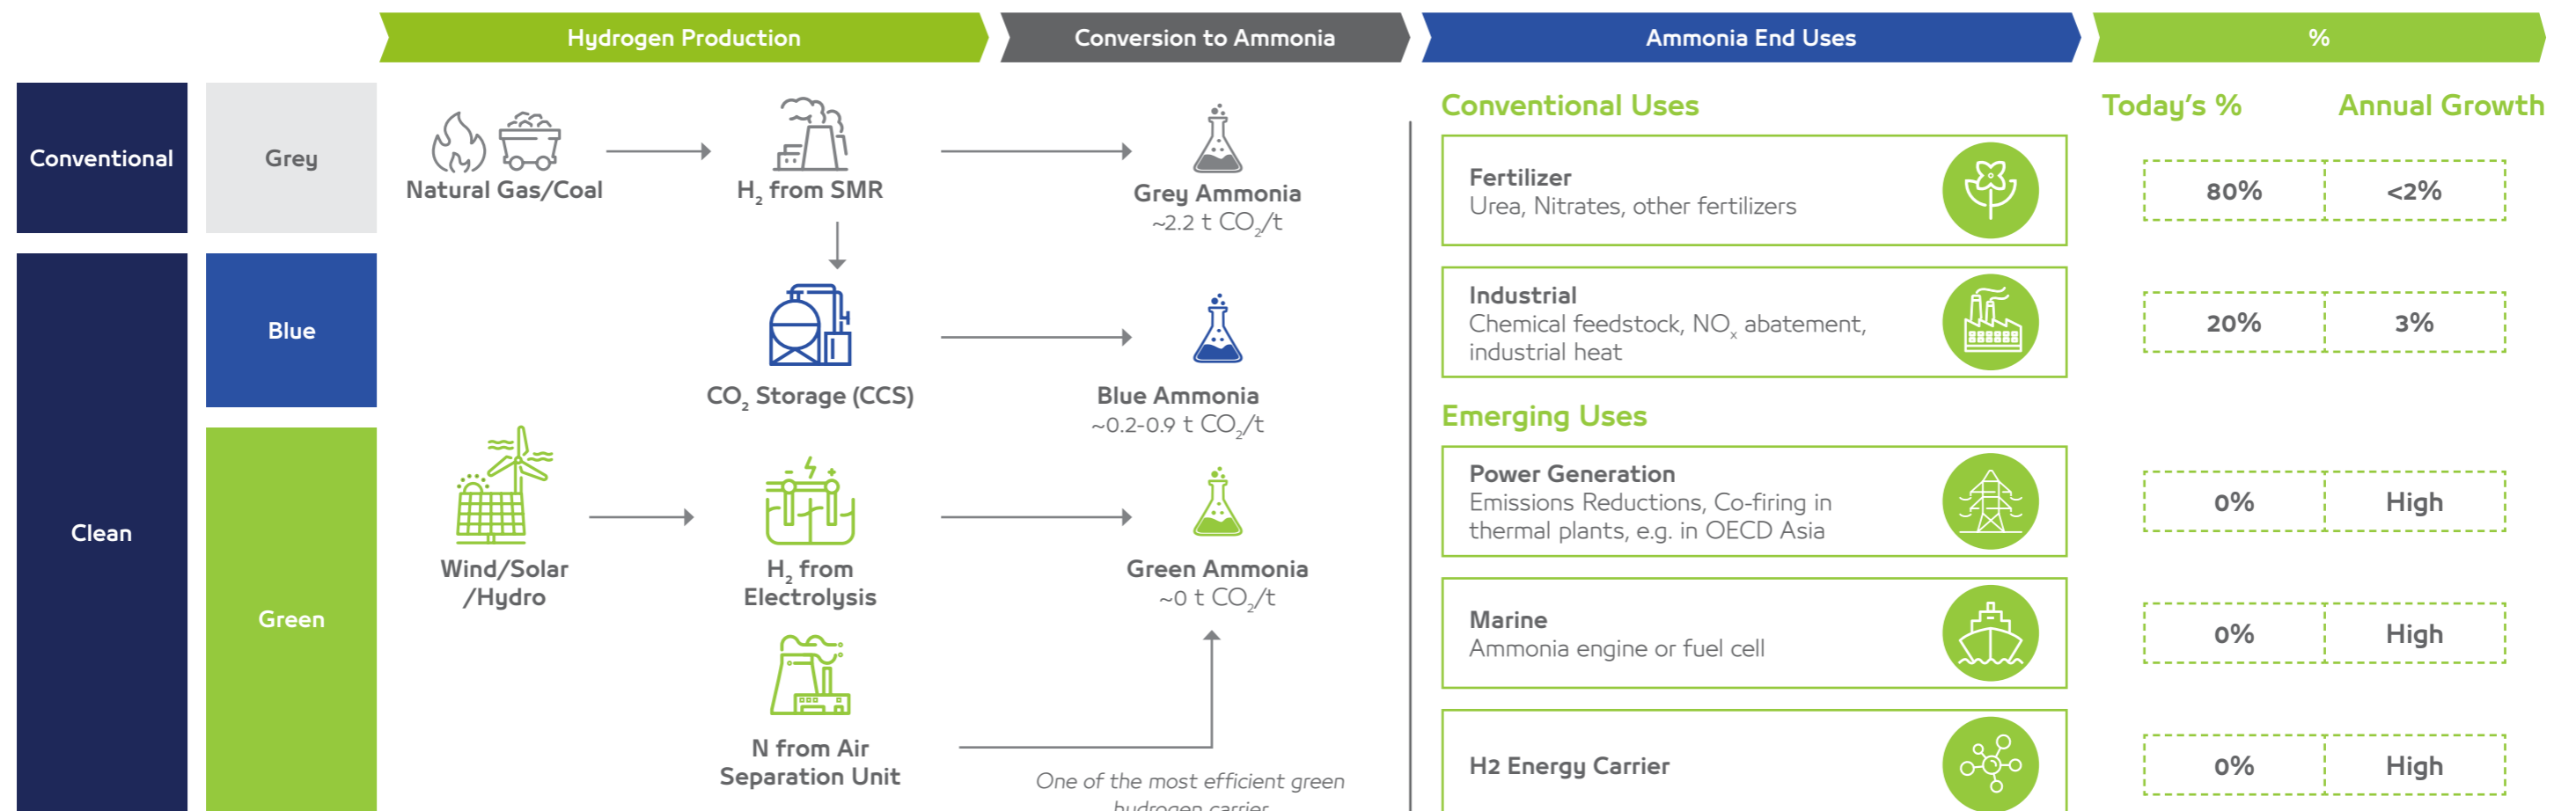 Hydrogen Production
Conversion to Ammonia
Ammonia End Uses
%
Conventional
Grey
Natural Gas/Coal
H₂ from SMR
Grey Ammonia
~2.2 t CO₂/t
Blue
CO₂ Storage (CCS)
Blue Ammonia
~0.2-0.9 t CO₂/t
Clean
Green
Wind/Solar
/Hydro
H₂ from
Electrolysis
Green Ammonia
~0 t CO₂/t
N from Air
Separation Unit
One of the most efficient green
hydrogen carrier
Conventional Uses
Today's %
Annual Growth
Fertilizer
Urea, Nitrates, other fertilizers
80%
<2%
Industrial
Chemical feedstock, NOₓ abatement,
industrial heat
20%
3%
Emerging Uses
Power Generation
Emissions Reductions, Co-firing in
thermal plants, e.g. in OECD Asia
0%
High
Marine
Ammonia engine or fuel cell
0%
High
H2 Energy Carrier
0%
High